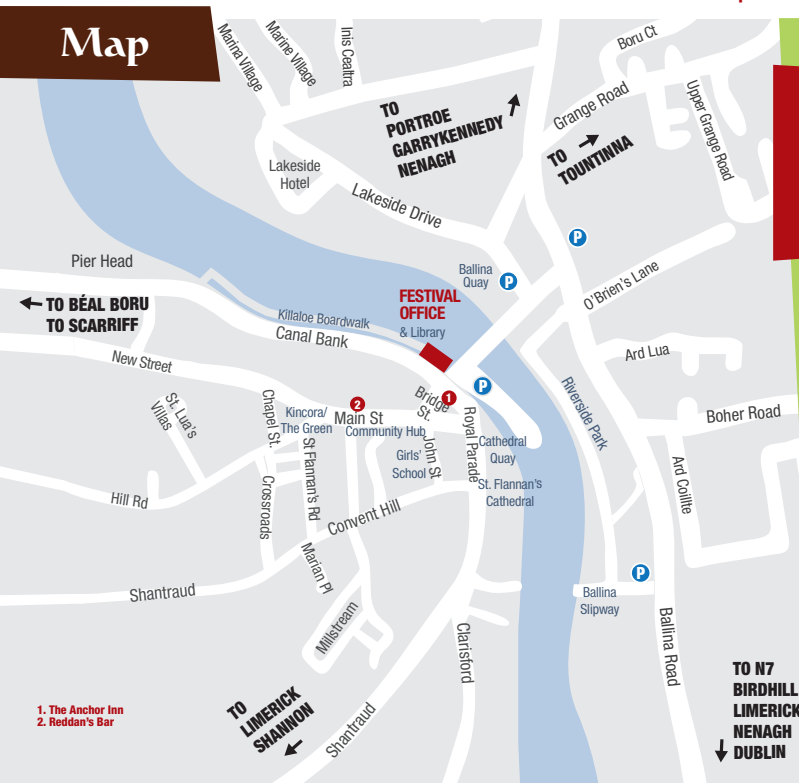 Map
Marina Village
Marine Village
Inis Cealtra
Boru Ct
Grange Road
Upper Grange Road
TO
PORTROE
GARRYKENNEDY
NENAGH
TO
TOUNTINNA
Lakeside
Hotel
Lakeside Drive
Pier Head
Ballina
Quay
P
P
O'Brien's Lane
TO BÉAL BORU
TO SCARRIFF
FESTIVAL
OFFICE
& Library
Killaloe Boardwalk
Canal Bank
New Street
Ard Lua
P
Riverside Park
Boher Road
St. Lua's
Villas
Chapel St.
Kincora/
The Green
2
Main St
Community Hub
Bridge
St.
1
Royal Parade
John St
Girls'
School
Cathedral
Quay
St. Flannan's
Cathedral
St Flannan's Rd
Crossroads
Hill Rd
Convent Hill
Ard Coillte
Marian Pl
Shantraud
Millstream
P
Ballina
Slipway
Ballina Road
Clarisford
TO
LIMERICK
SHANNON
Shantraud
1. The Anchor Inn
2. Reddan's Bar
TO N7
BIRDHILL
LIMERICK
NENAGH
DUBLIN